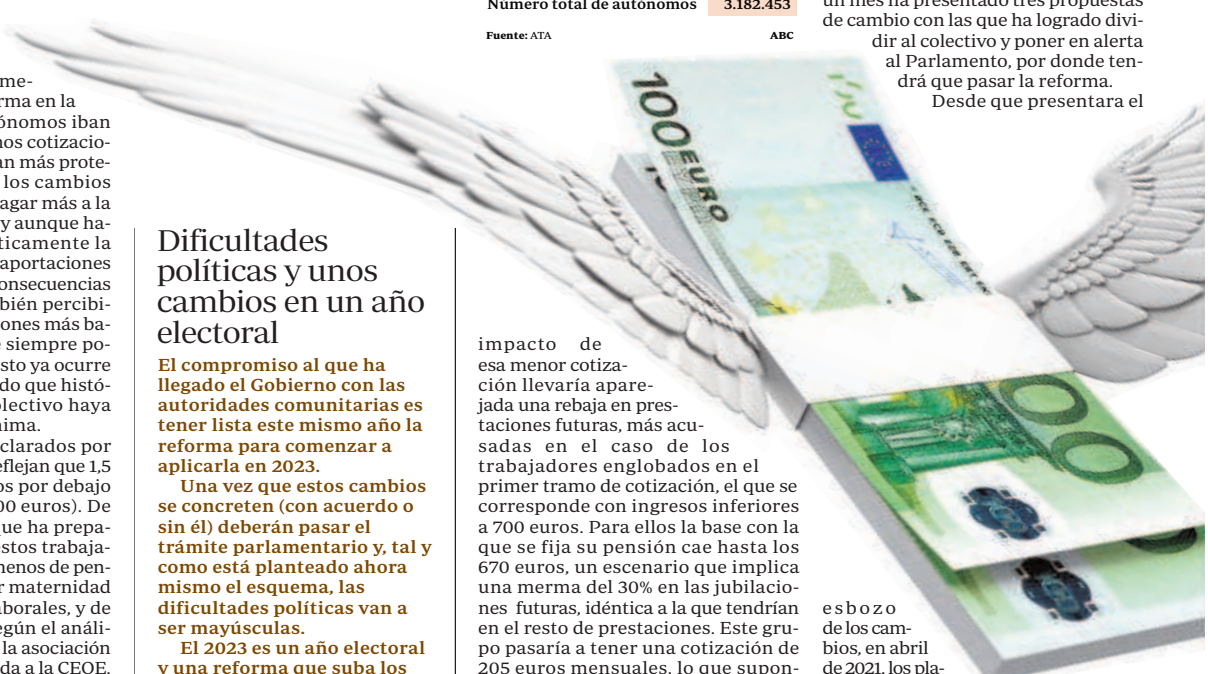 me-
rma en la
ónomos iban
nos cotizacio-
an más prote-
los cambios
agar más a la
y aunque ha-
ticamente la
aportaciones
onsecuencias
bién percibi-
ones más ba-
e siempre po-
sto ya ocurre
do que histó-
olectivo haya
nima.
clarados por
eflejan que 1,5
os por debajo
00 euros). De
que ha prepa-
estos trabaja-
menos de pen-
r maternidad
aborales, y de
egún el análi-
la asociación
da a la CEOE.
Dificultades
políticas y unos
cambios en un año
electoral
El compromiso al que ha
llegado el Gobierno con las
autoridades comunitarias es
tener lista este mismo año la
reforma para comenzar a
aplicarla en 2023.
Una vez que estos cambios
se concreten (con acuerdo o
sin él) deberán pasar el
trámite parlamentario y, tal y
como está planteado ahora
mismo el esquema, las
dificultades políticas van a
ser mayúsculas.
El 2023 es un año electoral
y una reforma que suba los
Número total de autónomos 3.182.453
Fuente: ATA ABC
impacto de
esa menor cotiza-
ción llevaría apare-
jada una rebaja en pres-
taciones futuras, más acu-
sadas en el caso de los
trabajadores englobados en el
primer tramo de cotización, el que se
corresponde con ingresos inferiores
a 700 euros. Para ellos la base con la
que se fija su pensión cae hasta los
670 euros, un escenario que implica
una merma del 30% en las jubilacio-
nes futuras, idéntica a la que tendrían
en el resto de prestaciones. Este gru-
po pasaría a tener una cotización de
205 euros mensuales, lo que supon-
un mes ha presentado tres propuestas
de cambio con las que ha logrado divi-
dir al colectivo y poner en alerta
al Parlamento, por donde ten-
drá que pasar la reforma.
Desde que presentara el
100 EURO
esbozo
de los cam-
bios, en abril
de 2021, los pla-